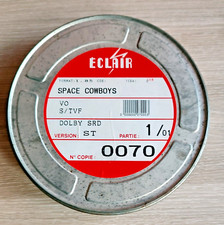 ECLAIR
SPACE COWBOYS
VO
S/TVF
DOLBY SRD
VERSION ST PARTIE: 1/01
N° COPIE: 0070